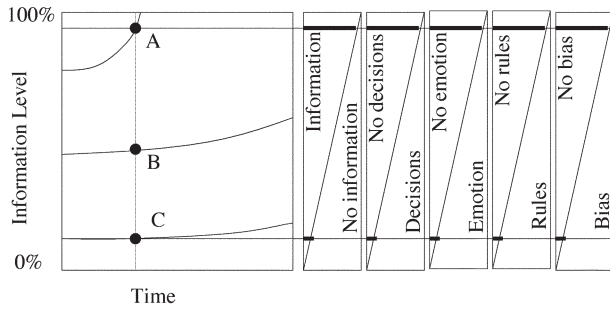 100%
Information Level
0%
Time
A
B
C
Information
No information
No decisions
Decisions
No emotion
Emotion
No rules
Rules
No bias
Bias